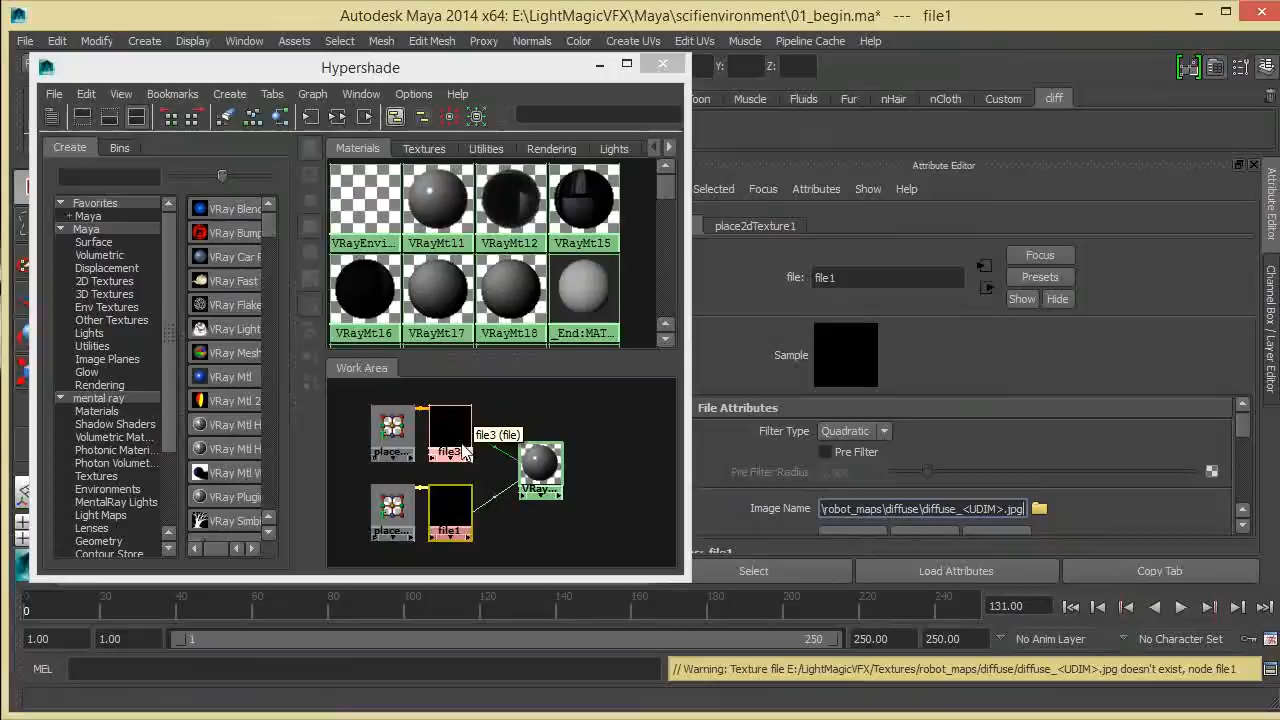 Autodesk Maya 2014 x64: E:\LightMagicVFX\Maya\scifienvironment\01_begin.ma* --- file1
File Edit Modify Create Display Window Assets Select Mesh Edit Mesh Proxy Normals Color Create UVs Edit UVs Muscle Pipeline Cache Help
Hypershade
Y: Z:
File Edit View Bookmarks Create Tabs Graph Window Options Help
oon Muscle Fluids Fur nHair nCloth Custom cliff
Create Bins
Materials Textures Utilities Rendering Lights
Attribute Editor
Selected Focus Attributes Show Help
place2dTexture1
file: file1
Focus
Presets
Show Hide
Sample
File Attributes
Filter Type Quadratic
Pre Filter
Pre Filter Radius
Image Name \robot_maps\diffuse\diffuse_<UDIM>.jpg
Select Load Attributes Copy Tab
Attribute Editor
Channel Box / Layer Editor
Favorites
+ Maya
Maya
Surface
Volumetric
Displacement
2D Textures
3D Textures
Env Textures
Other Textures
Lights
Utilities
Image Planes
Glow
Rendering
mental ray
Materials
Shadow Shaders
Volumetric Mat...
Photonic Materi...
Photon Volumet...
Textures
Environments
MentalRay Lights
Light Maps
Lenses
Geometry
Contour Store
VRay Blend
VRay Bump
VRay Car F
VRay Fast
VRay Flake
VRay Light
VRay Mesh
VRay Mtl
VRay Mtl 2
VRay Mtl H
VRay Mtl H
VRay Mtl V
VRay Plugi
VRay Simb
VRayEnvi... VRayMtl1 VRayMtl2 VRayMtl5
VRayMtl6 VRayMtl7 VRayMtl8 _End:MAT...
Work Area
place... file3 file3 (file)
VRay...
place... file1
0 20 40 60 80 100 120 140 160 180 200 220 240
0
131.00
1.00 1.00 1 250 250.00 250.00 No Anim Layer No Character Set
MEL
// Warning: Texture file E:/LightMagicVFX/Textures/robot_maps/diffuse/diffuse_<UDIM>.jpg doesn't exist, node file1